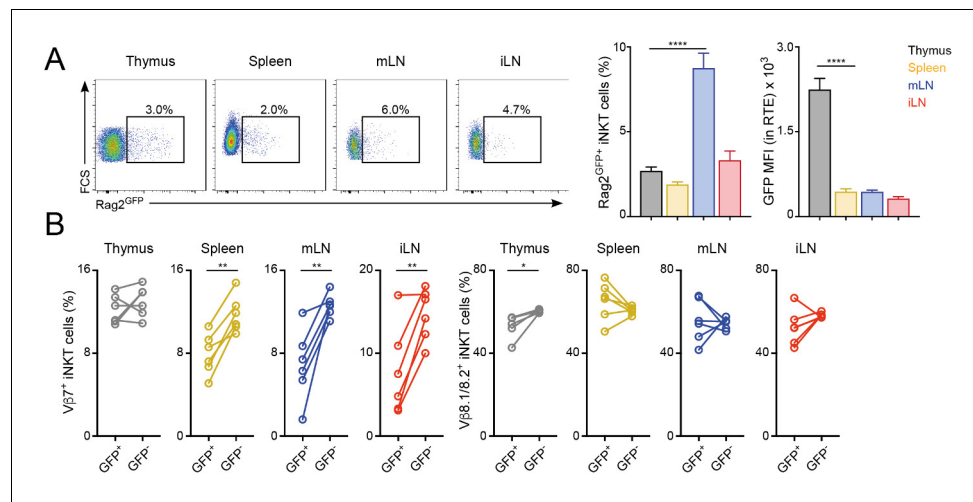 A
Thymus
Spleen
mLN
iLN
3.0%
2.0%
6.0%
4.7%
FCS
Rag2GFP
Rag2GFP+ iNKT cells (%)
10
5
0
****
GFP MFI (in RTE) x 10³
3.0
1.5
0
****
Thymus
Spleen
mLN
iLN
B
Thymus
Spleen
mLN
iLN
Thymus
Spleen
mLN
iLN
Vβ7+ iNKT cells (%)
16
8
0
16
8
0
**
16
8
0
**
20
10
0
**
Vβ8.1/8.2+ iNKT cells (%)
80
40
0
*
80
40
0
80
40
0
80
40
0
GFP+ GFP-
GFP+ GFP-
GFP+ GFP-
GFP+ GFP-
GFP+ GFP-
GFP+ GFP-
GFP+ GFP-
GFP+ GFP-